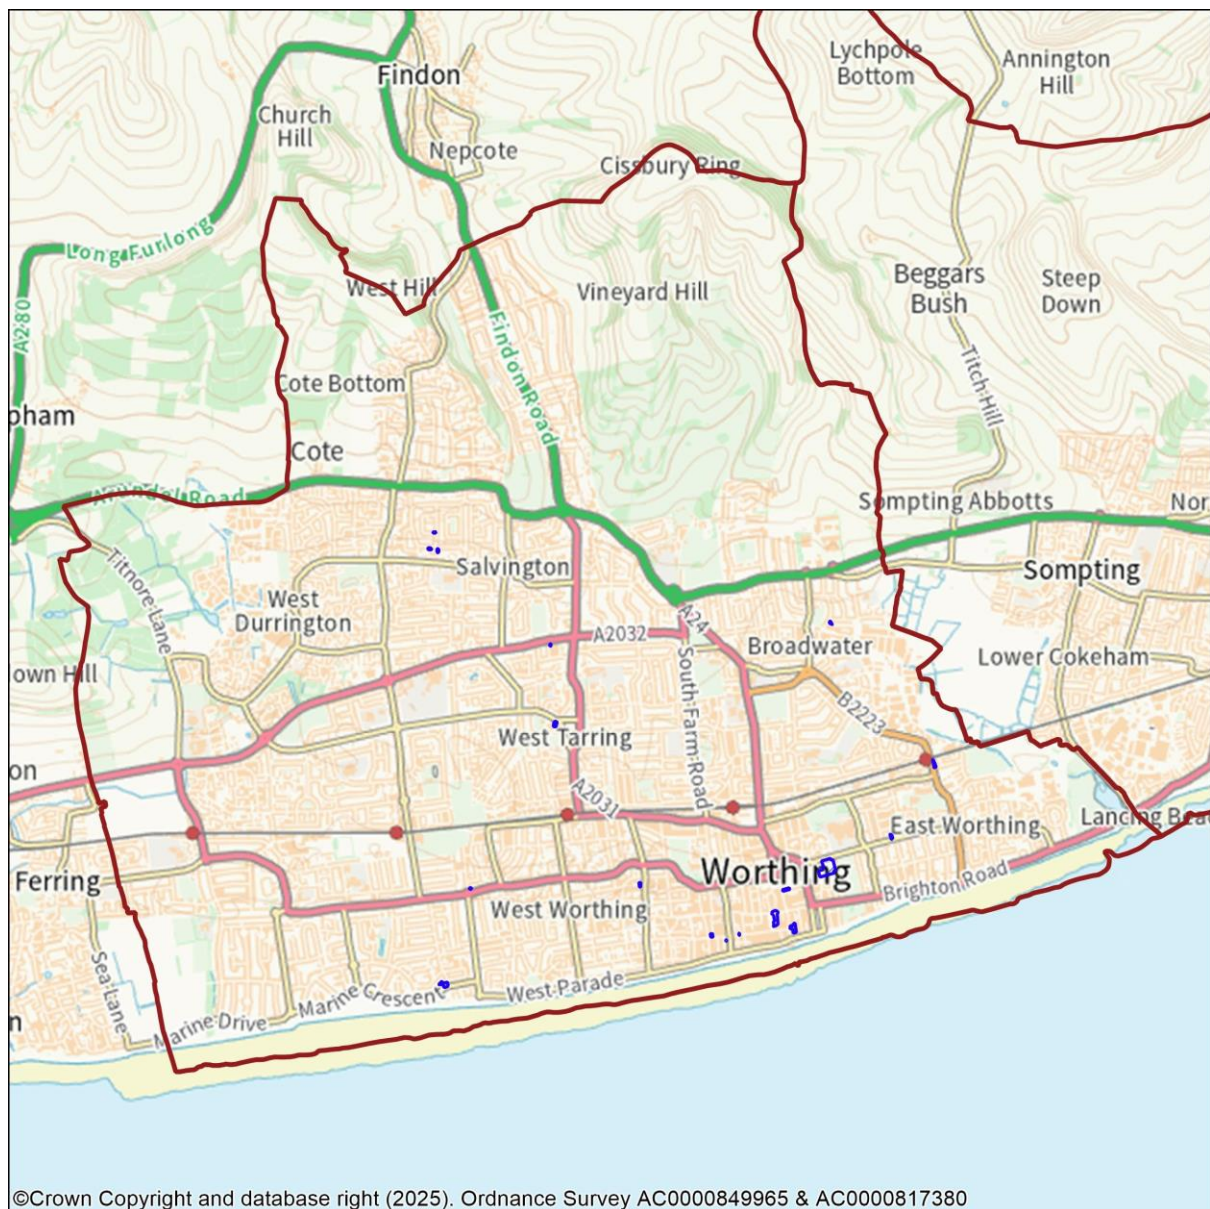 Findon
Lychpole
Bottom
Annington
Hill
Church
Hill
Nepcote
Cissbury Ring
Long Furlong
West Hill
Vineyard Hill
Beggars
Bush
Steep
Down
A280
Findon Road
Titch Hill
Cote Bottom
pham
Cote
Arundel Road
Sompting Abbotts
Nor
Titnore Lane
Salvington
Sompting
West
Durrington
A2032
A24
Broadwater
Lower Cokeham
own Hill
South Farm Road
B2223
West Tarring
on
A2031
Lancing Beac
East Worthing
Ferring
Worthing
Brighton Road
West Worthing
Sea Lane
West Parade
Marine Crescent
Marine Drive
n
©Crown Copyright and database right (2025). Ordnance Survey AC0000849965 & AC0000817380